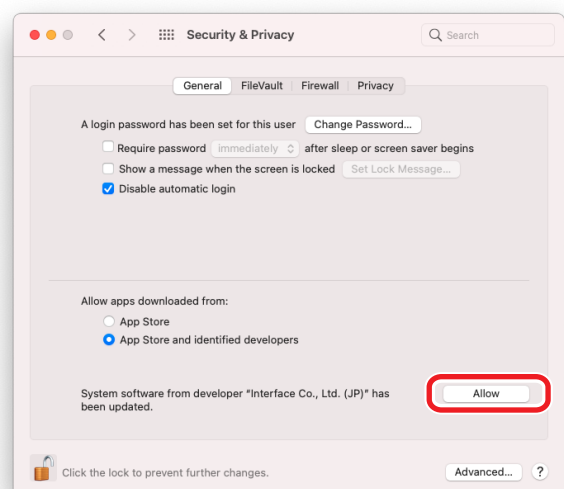 Security & Privacy
Search
General FileVault Firewall Privacy
A login password has been set for this user Change Password...
Require password immediately after sleep or screen saver begins
Show a message when the screen is locked Set Lock Message...
Disable automatic login
Allow apps downloaded from:
App Store
App Store and identified developers
System software from developer “Interface Co., Ltd. (JP)” has
been updated.
Allow
Click the lock to prevent further changes.
Advanced... ?